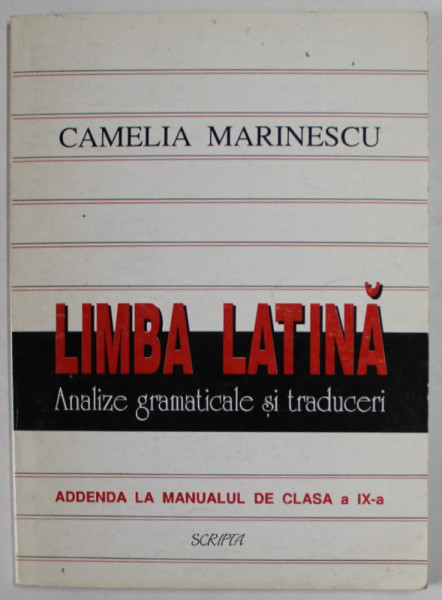 CAMELIA MARINESCU
LIMBA LATINĂ
Analize gramaticale și traduceri
ADDENDA LA MANUALUL DE CLASA a IX-a
SCRIPTA